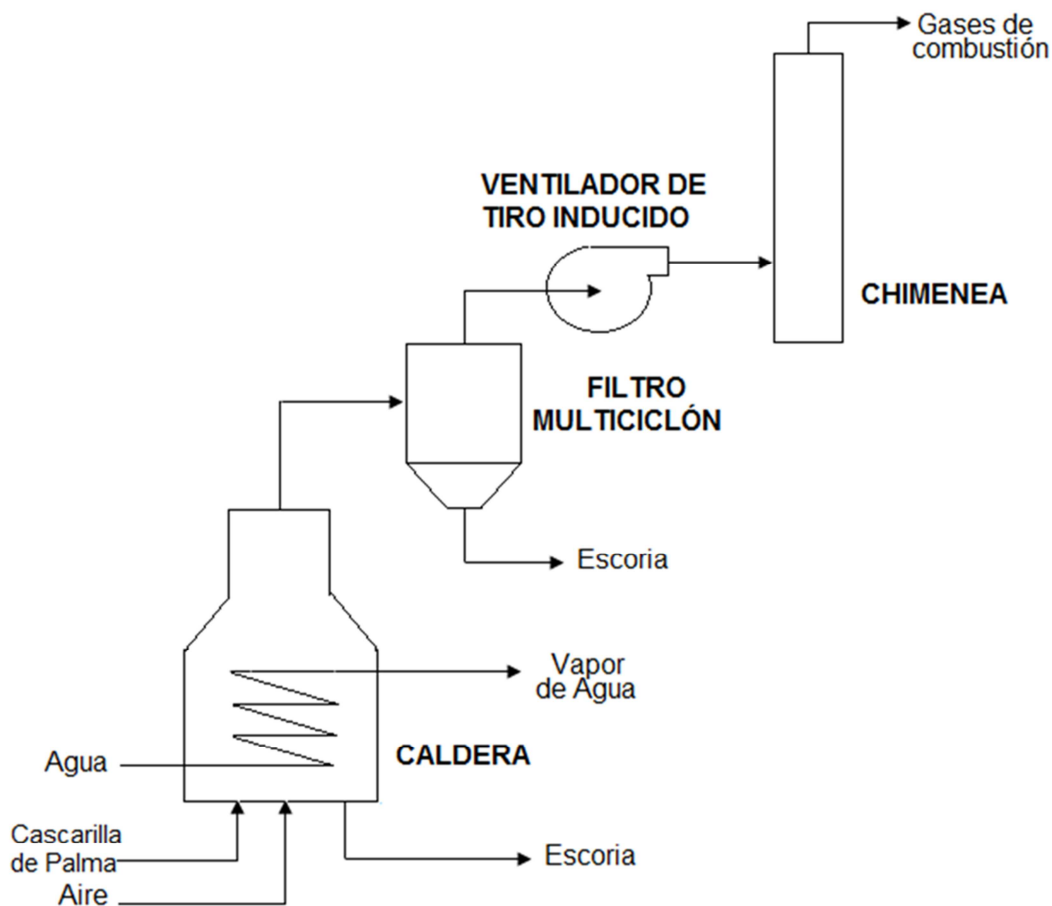 Gases de
combustión
VENTILADOR DE
TIRO INDUCIDO
CHIMENEA
FILTRO
MULTICICLÓN
Escoria
Vapor
de Agua
CALDERA
Agua
Cascarilla
de Palma
Escoria
Aire